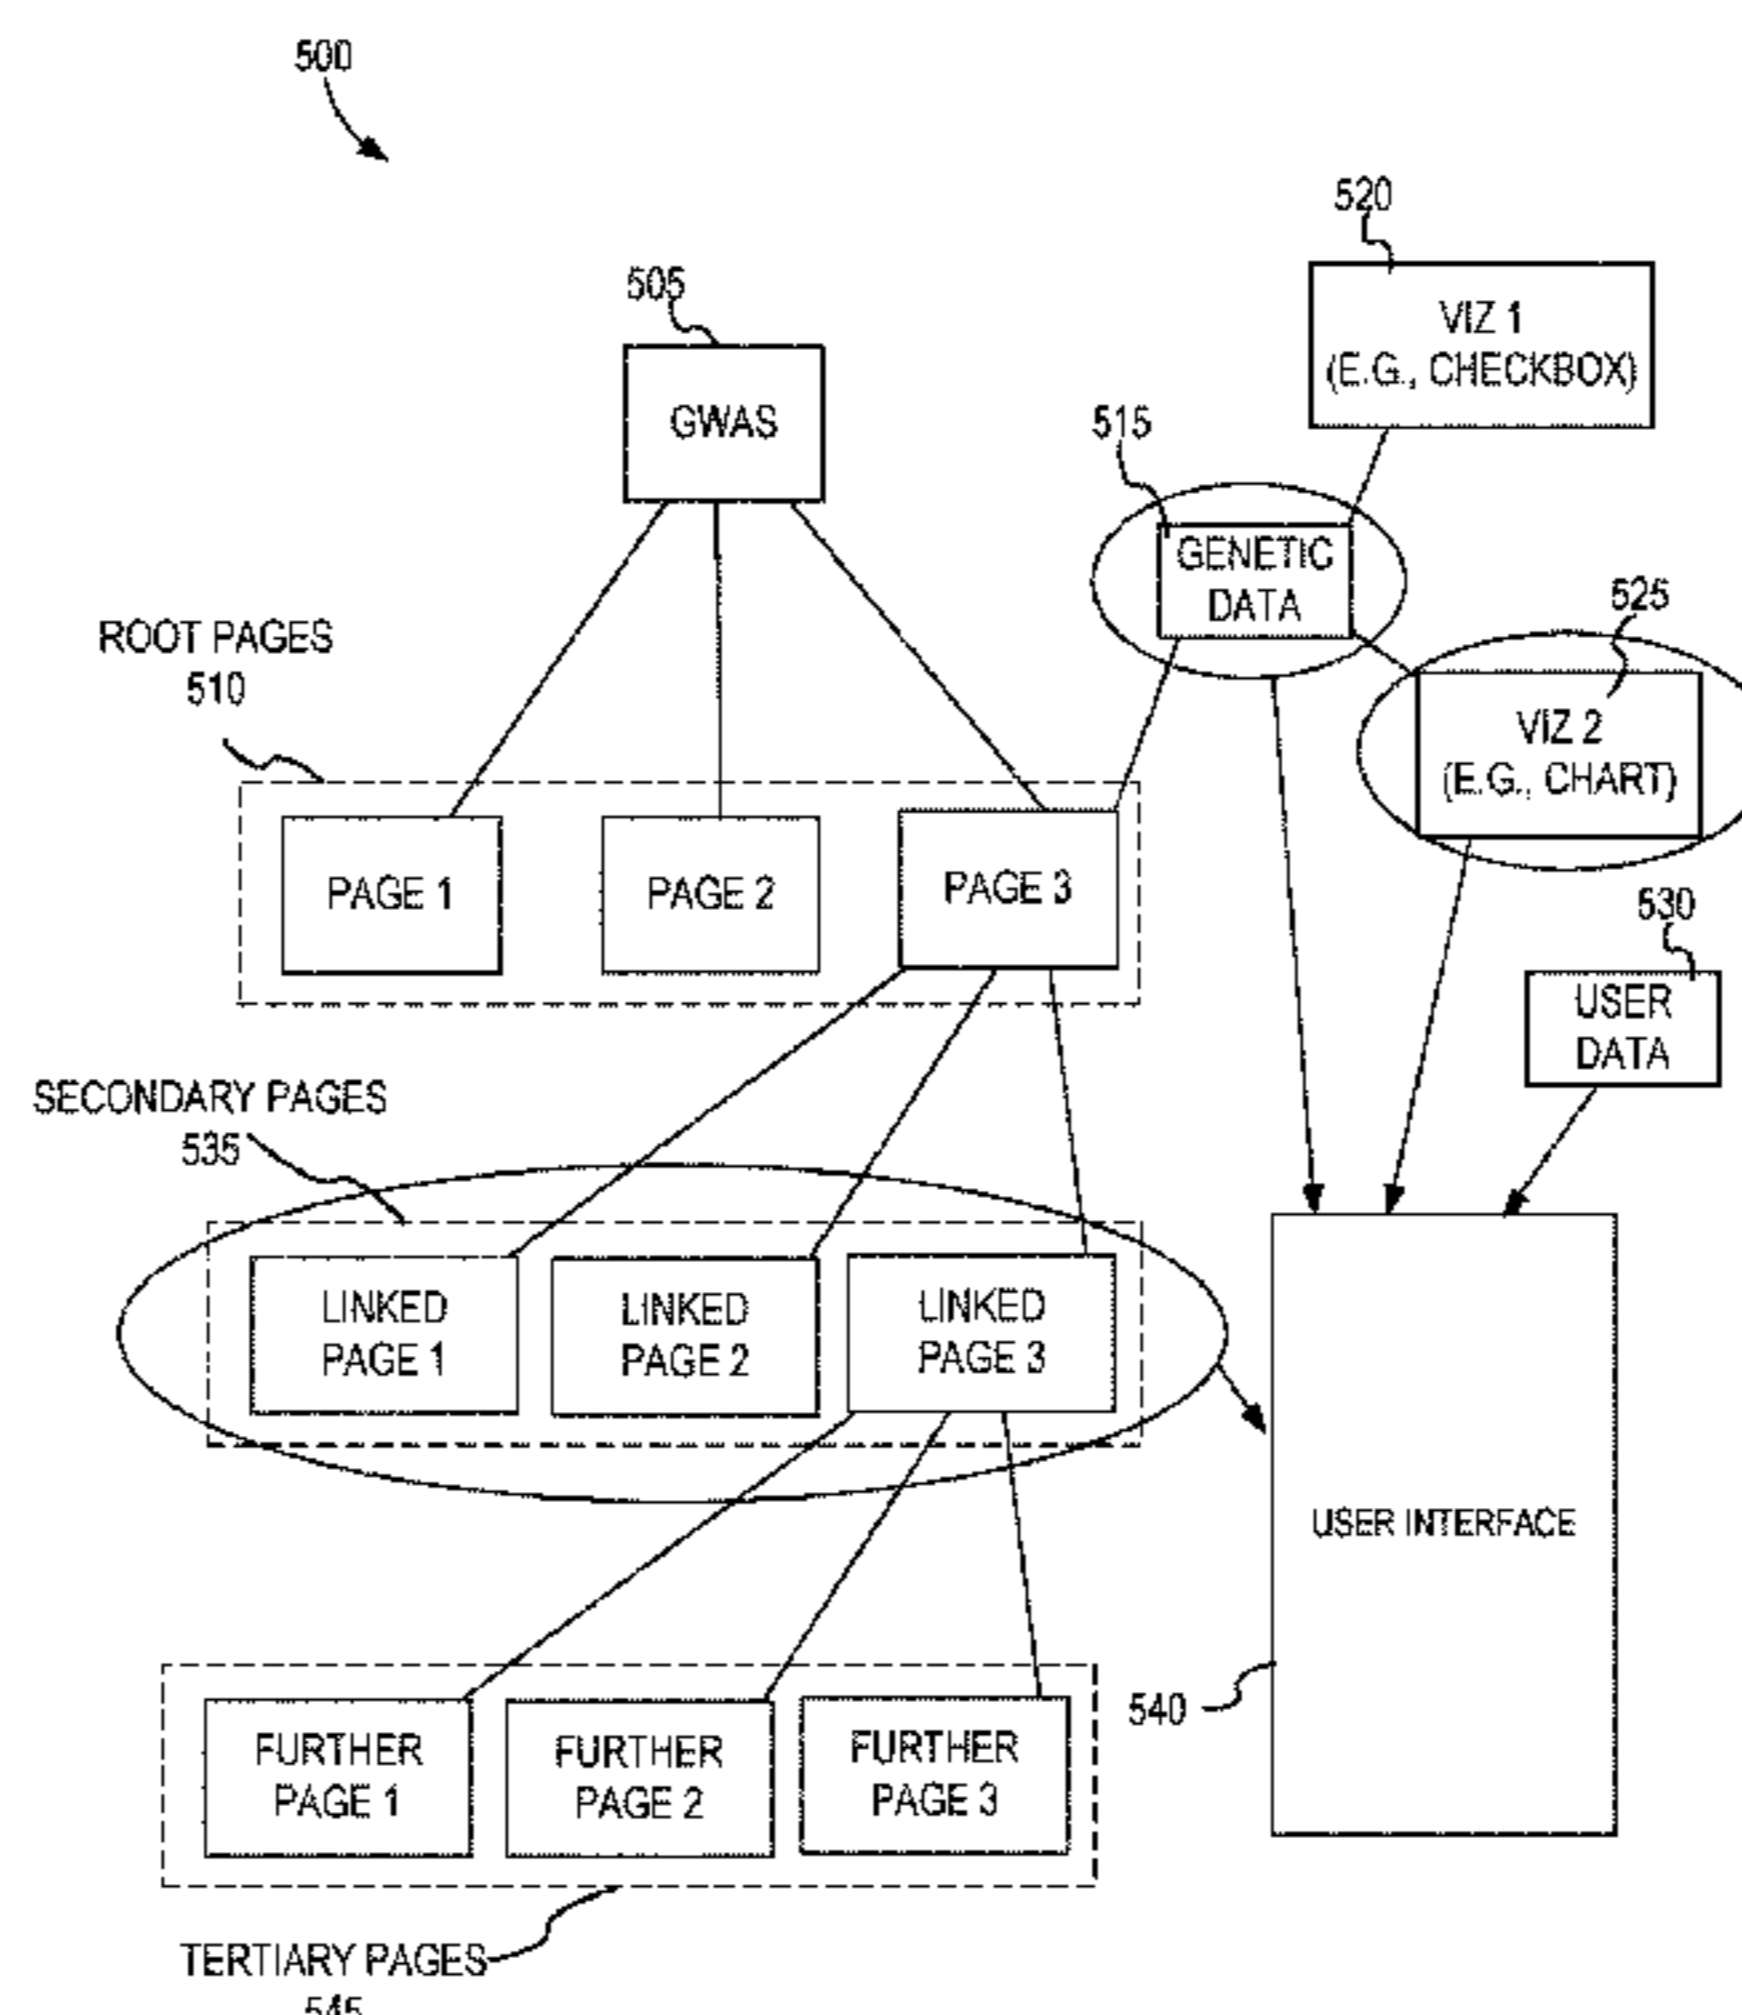 500
520
VIZ 1
(E.G., CHECKBOX)
505
GWAS
515
GENETIC
DATA
525
VIZ 2
(E.G., CHART)
ROOT PAGES
510
PAGE 1
PAGE 2
PAGE 3
530
USER
DATA
SECONDARY PAGES
535
LINKED
PAGE 1
LINKED
PAGE 2
LINKED
PAGE 3
USER INTERFACE
540
FURTHER
PAGE 1
FURTHER
PAGE 2
FURTHER
PAGE 3
TERTIARY PAGES
545